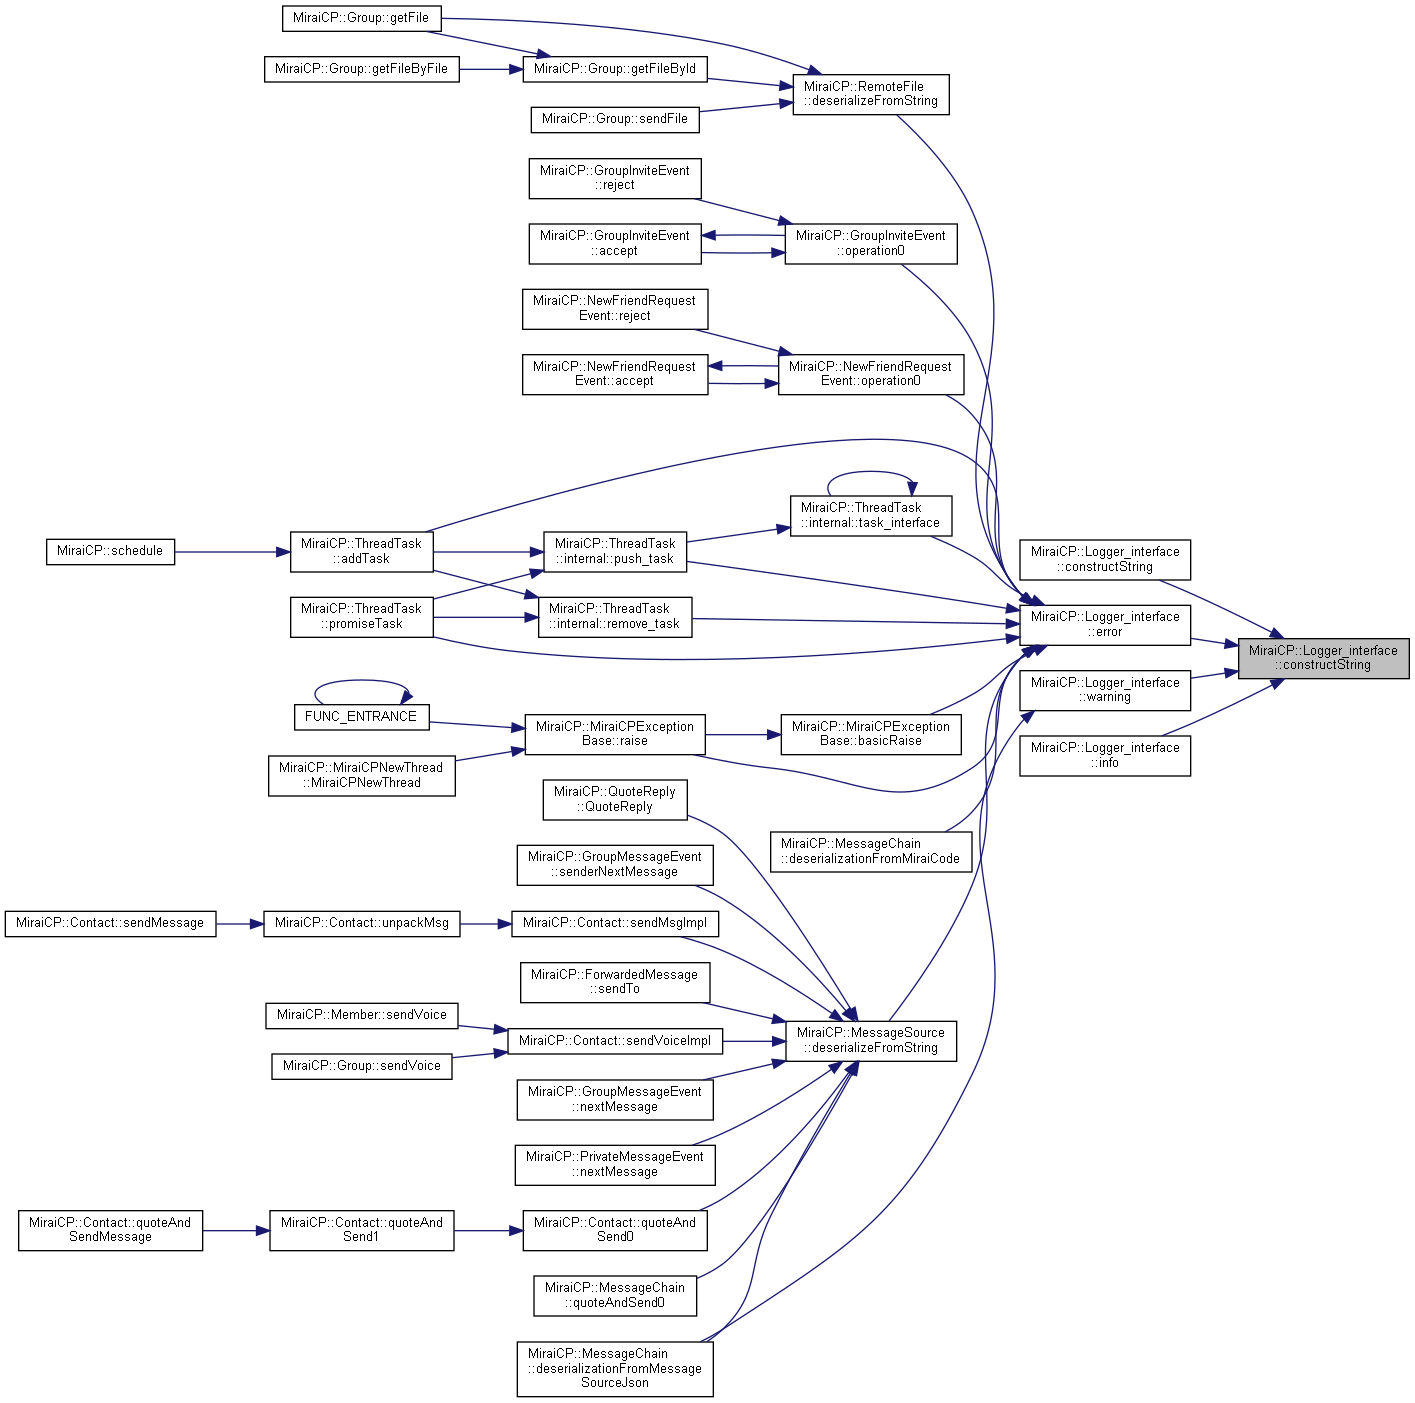 MiraiCP::Group::getFile
MiraiCP::Group::getFileByFile
MiraiCP::Group::getFileById
MiraiCP::RemoteFile
::deserializeFromString
MiraiCP::Group::sendFile
MiraiCP::GroupInviteEvent
::reject
MiraiCP::GroupInviteEvent
::accept
MiraiCP::GroupInviteEvent
::operation0
MiraiCP::NewFriendRequest
Event::reject
MiraiCP::NewFriendRequest
Event::accept
MiraiCP::NewFriendRequest
Event::operation0
MiraiCP::schedule
MiraiCP::ThreadTask
::addTask
MiraiCP::ThreadTask
::internal::push_task
MiraiCP::ThreadTask
::internal::task_interface
MiraiCP::ThreadTask
::promiseTask
MiraiCP::ThreadTask
::internal::remove_task
MiraiCP::Logger_interface
::constructString
MiraiCP::Logger_interface
::error
MiraiCP::Logger_interface
::constructString
MiraiCP::Logger_interface
::warning
MiraiCP::Logger_interface
::info
FUNC_ENTRANCE
MiraiCP::MiraiCPNewThread
::MiraiCPNewThread
MiraiCP::MiraiCPException
Base::raise
MiraiCP::MiraiCPException
Base::basicRaise
MiraiCP::QuoteReply
::QuoteReply
MiraiCP::MessageChain
::deserializationFromMiraiCode
MiraiCP::GroupMessageEvent
::senderNextMessage
MiraiCP::Contact::sendMessage
MiraiCP::Contact::unpackMsg
MiraiCP::Contact::sendMsgImpl
MiraiCP::ForwardedMessage
::sendTo
MiraiCP::Member::sendVoice
MiraiCP::Group::sendVoice
MiraiCP::Contact::sendVoiceImpl
MiraiCP::MessageSource
::deserializeFromString
MiraiCP::GroupMessageEvent
::nextMessage
MiraiCP::PrivateMessageEvent
::nextMessage
MiraiCP::Contact::quoteAnd
SendMessage
MiraiCP::Contact::quoteAnd
Send1
MiraiCP::Contact::quoteAnd
Send0
MiraiCP::MessageChain
::quoteAndSend0
MiraiCP::MessageChain
::deserializationFromMessage
SourceJson